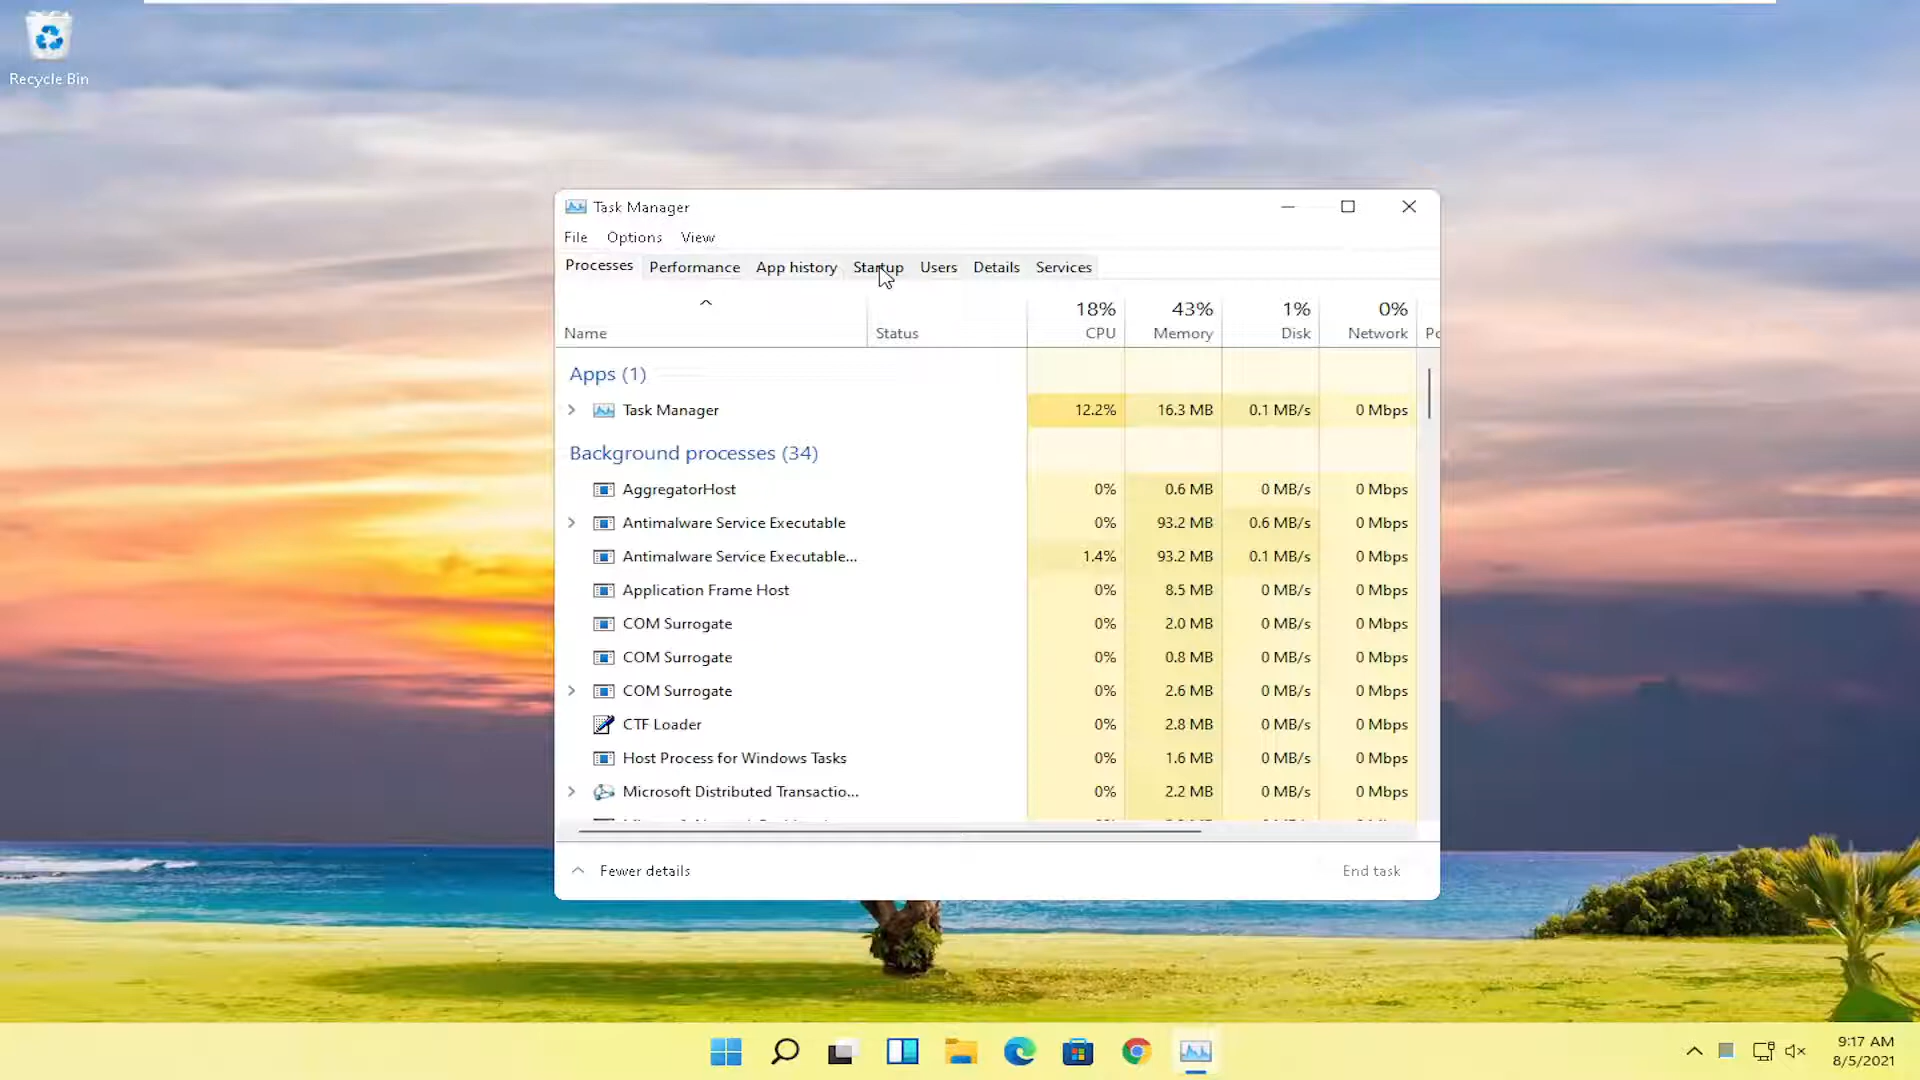 Recycle Bin
Task Manager
File Options View
Processes Performance App history Startup Users Details Services
18% 43% 1% 0%
Name Status CPU Memory Disk Network Po
Apps (1)
Task Manager 12.2% 16.3 MB 0.1 MB/s 0 Mbps
Background processes (34)
AggregatorHost 0% 0.6 MB 0 MB/s 0 Mbps
Antimalware Service Executable 0% 93.2 MB 0.6 MB/s 0 Mbps
Antimalware Service Executable... 1.4% 93.2 MB 0.1 MB/s 0 Mbps
Application Frame Host 0% 8.5 MB 0 MB/s 0 Mbps
COM Surrogate 0% 2.0 MB 0 MB/s 0 Mbps
COM Surrogate 0% 0.8 MB 0 MB/s 0 Mbps
COM Surrogate 0% 2.6 MB 0 MB/s 0 Mbps
CTF Loader 0% 2.8 MB 0 MB/s 0 Mbps
Host Process for Windows Tasks 0% 1.6 MB 0 MB/s 0 Mbps
Microsoft Distributed Transactio... 0% 2.2 MB 0 MB/s 0 Mbps
Fewer details End task
9:17 AM
8/5/2021